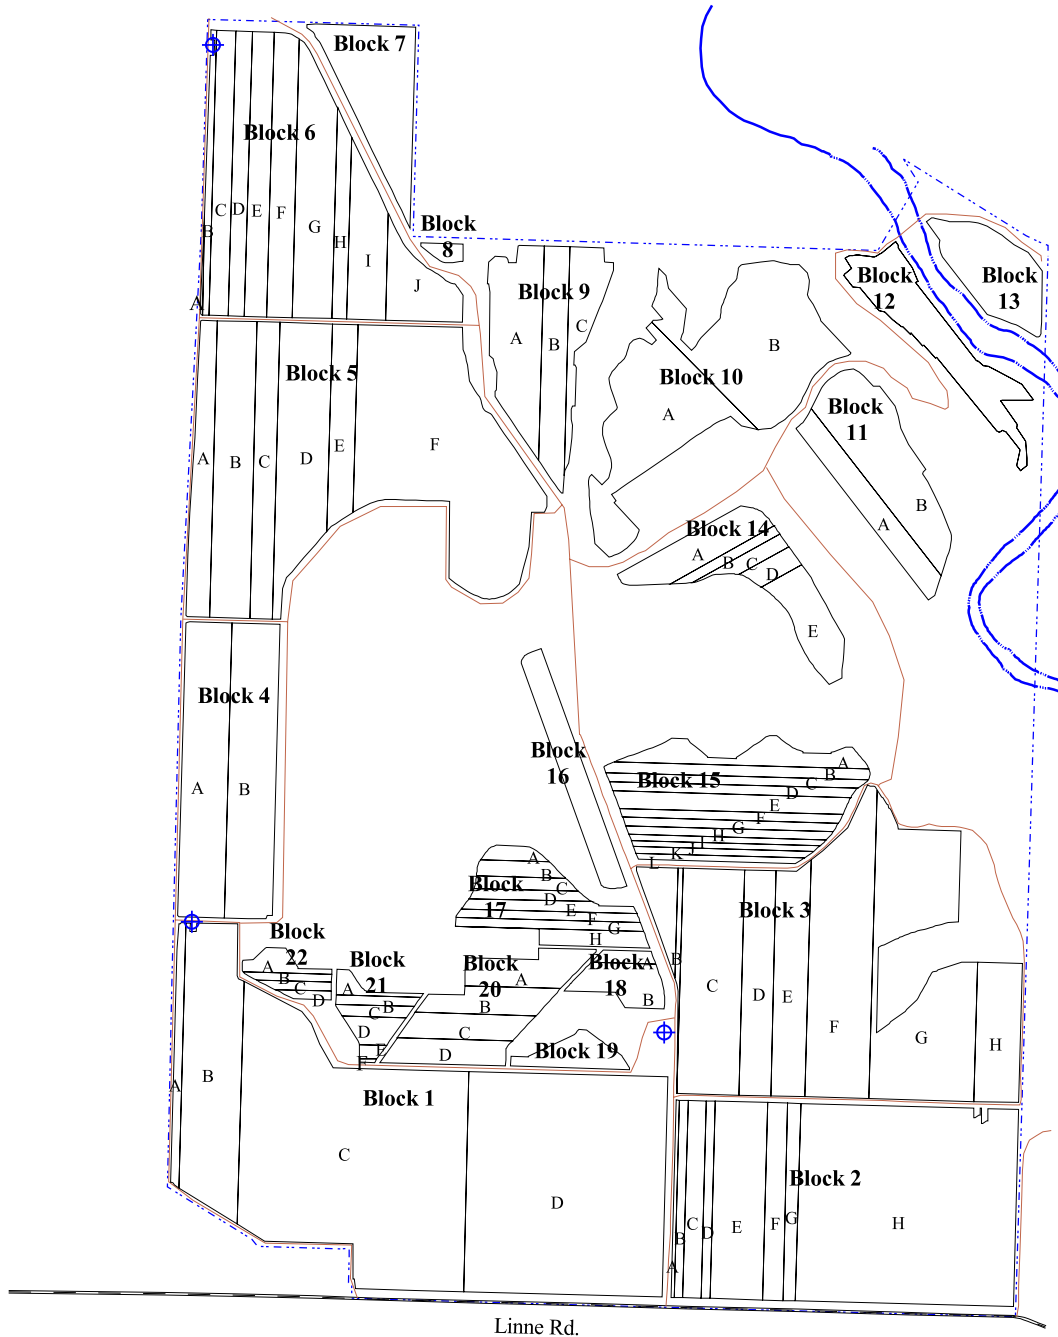 Block 7
Block 6
C
D
E
F
G
B
H
I
J
A
Block
8
Block 9
A
B
C
Block
12
Block
13
Block 5
A
B
C
D
E
F
Block 10
A
B
Block
11
A
B
Block 14
A
B
C
D
E
Block 4
A
B
Block
16
Block 15
A
B
C
D
E
F
G
H
I
J
K
L
Block
17
A
B
C
D
E
F
G
H
Block 3
B
C
D
E
F
G
H
Block
22
A
B
C
D
Block
21
A
B
C
D
E
F
Block
20
A
B
C
D
Block
18
A
B
Block 19
Block 1
A
B
C
D
Block 2
A
B
C
D
E
F
G
H
Linne Rd.